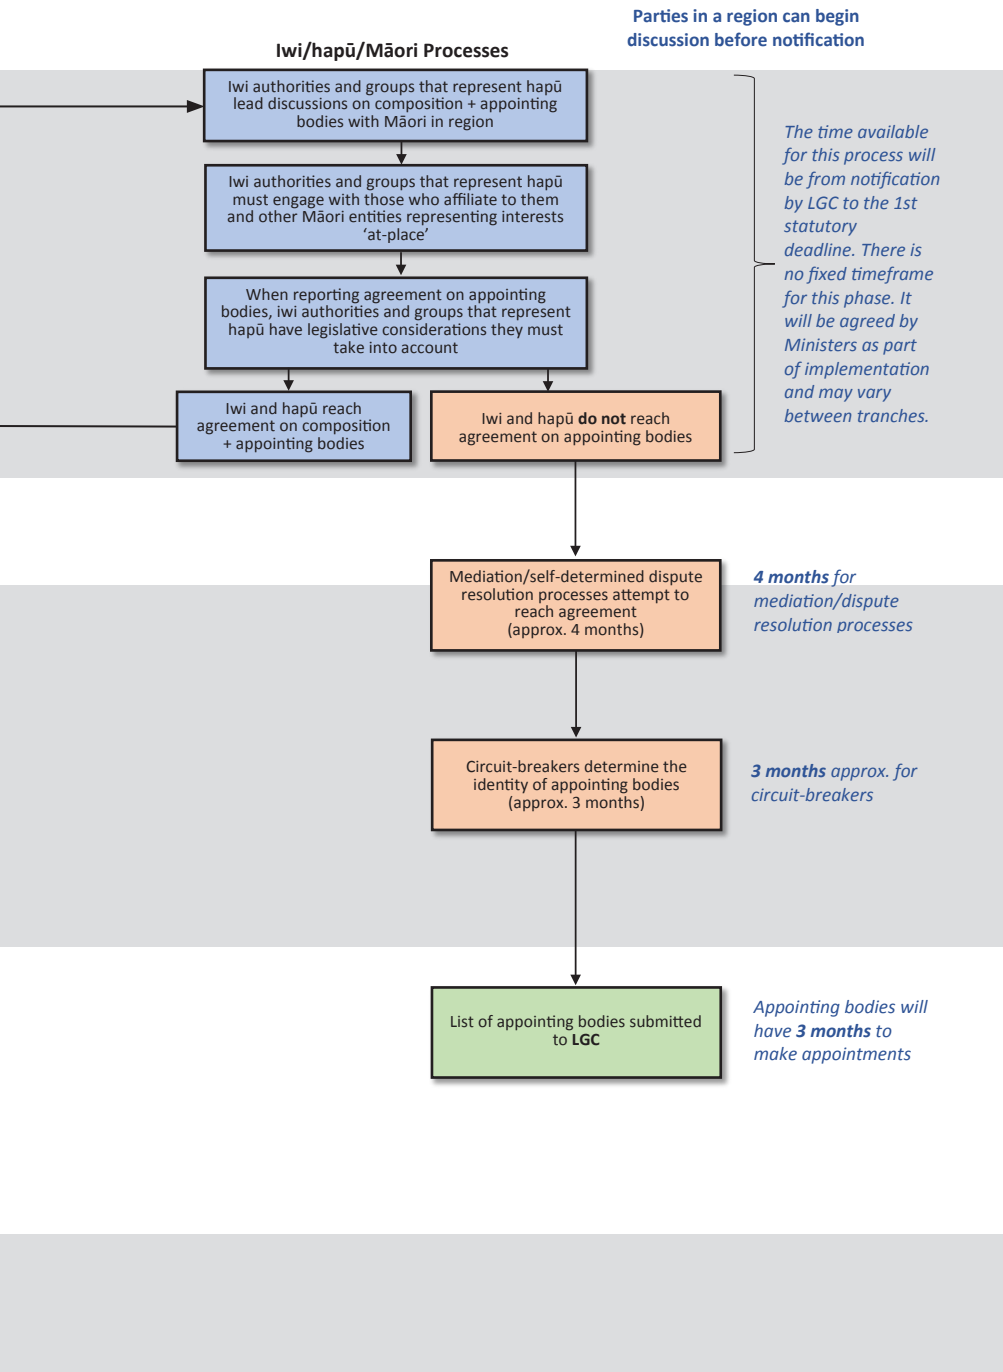 Parties in a region can begin
discussion before notification
Iwi/hapū/Māori Processes
Iwi authorities and groups that represent hapū
lead discussions on composition + appointing
bodies with Māori in region
Iwi authorities and groups that represent hapū
must engage with those who affiliate to them
and other Māori entities representing interests
‘at-place’
When reporting agreement on appointing
bodies, iwi authorities and groups that represent
hapū have legislative considerations they must
take into account
Iwi and hapū reach
agreement on composition
+ appointing bodies
Iwi and hapū do not reach
agreement on appointing bodies
The time available
for this process will
be from notification
by LGC to the 1st
statutory
deadline. There is
no fixed timeframe
for this phase. It
will be agreed by
Ministers as part
of implementation
and may vary
between tranches.
Mediation/self-determined dispute
resolution processes attempt to
reach agreement
(approx. 4 months)
4 months for
mediation/dispute
resolution processes
Circuit-breakers determine the
identity of appointing bodies
(approx. 3 months)
3 months approx. for
circuit-breakers
List of appointing bodies submitted
to LGC
Appointing bodies will
have 3 months to
make appointments